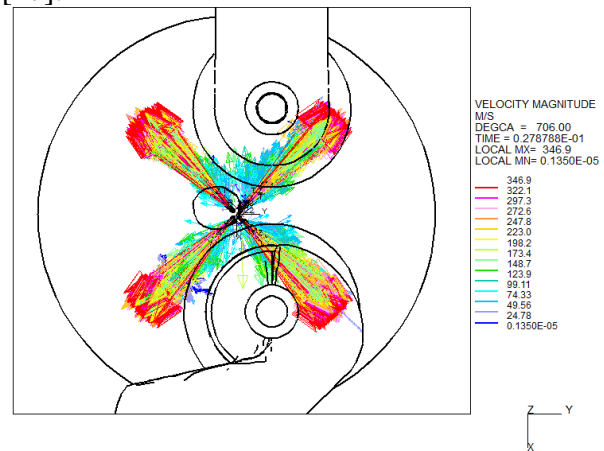 VELOCITY MAGNITUDE
M/S
DEGCA = 706.00
TIME = 0.278788E-01
LOCAL MX= 346.9
LOCAL MN= 0.1350E-05
346.9
322.1
297.3
272.6
247.8
223.0
198.2
173.4
148.7
123.9
99.11
74.33
49.56
24.78
0.1350E-05
Y
Z Y
X